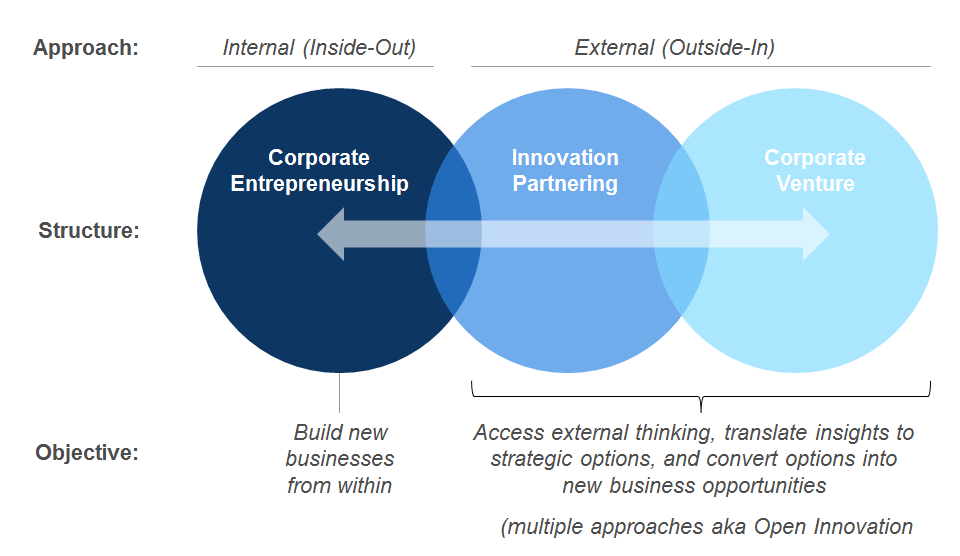 Approach:
Internal (Inside-Out)
External (Outside-In)
Corporate
Entrepreneurship
Innovation
Partnering
Corporate
Venture
Structure:
Objective:
Build new
businesses
from within
Access external thinking, translate insights to
strategic options, and convert options into
new business opportunities
(multiple approaches aka Open Innovation